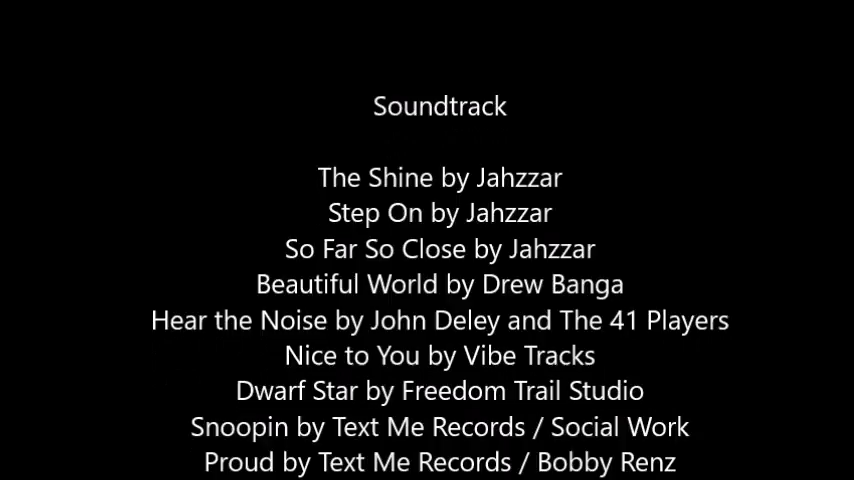 Soundtrack
The Shine by Jahzzar
Step On by Jahzzar
So Far So Close by Jahzzar
Beautiful World by Drew Banga
Hear the Noise by John Deley and The 41 Players
Nice to You by Vibe Tracks
Dwarf Star by Freedom Trail Studio
Snoopin by Text Me Records / Social Work
Proud by Text Me Records / Bobby Renz